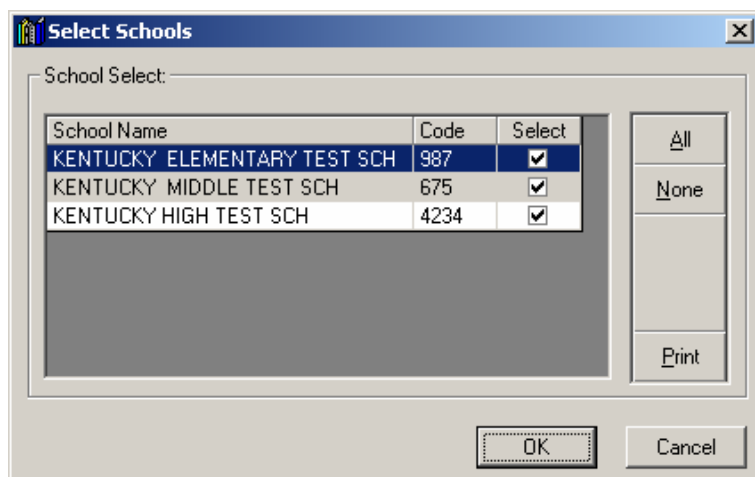 Select Schools
School Select:
School Name Code Select
KENTUCKY  ELEMENTARY TEST SCH 987
KENTUCKY  MIDDLE TEST SCH 675
KENTUCKY HIGH TEST SCH 4234
All
None
Print
OK Cancel